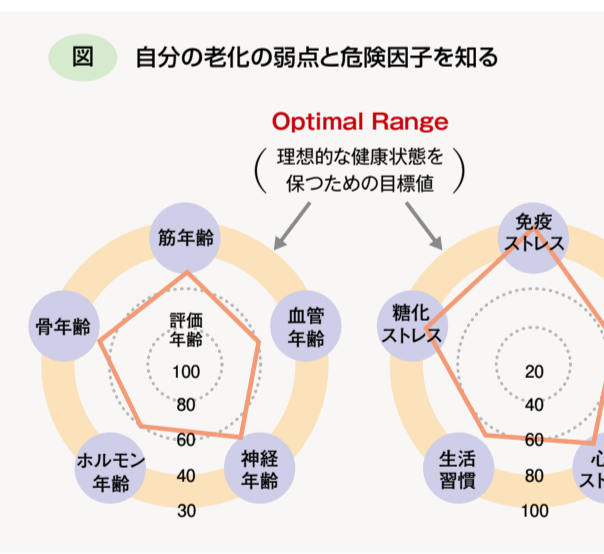 図 自分の老化の弱点と危険因子を知る
Optimal Range
(理想的な健康状態を
保つための目標値)
筋年齢
骨年齢
血管
年齢
評価
年齢
100
80
60
40
30
ホルモン
年齢
神経
年齢
免疫
ストレス
糖化
ストレス
20
40
60
80
100
生活
習慣
心
スト